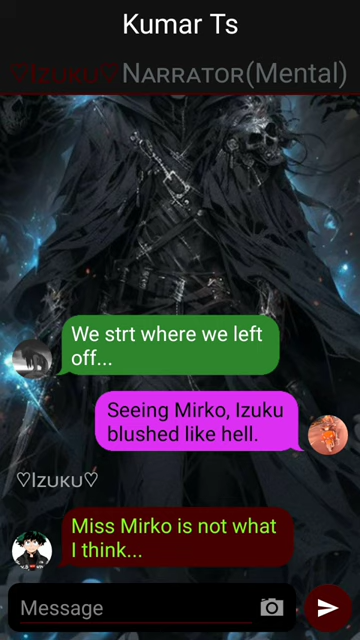 Kumar Ts
♡Izuku♡Narrator(Mental)
We strt where we left
off...
Seeing Mirko, Izuku
blushed like hell.
♡Izuku♡
Miss Mirko is not what
I think...
Message